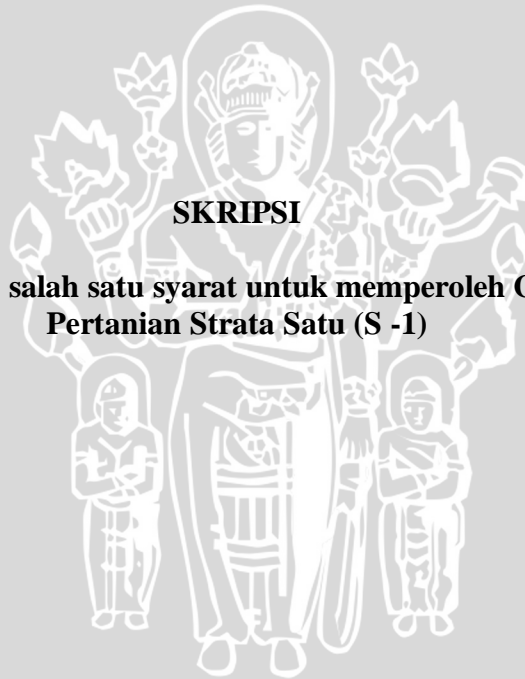 SKRIPSI
salah satu syarat untuk memperoleh
Pertanian Strata Satu (S -1)